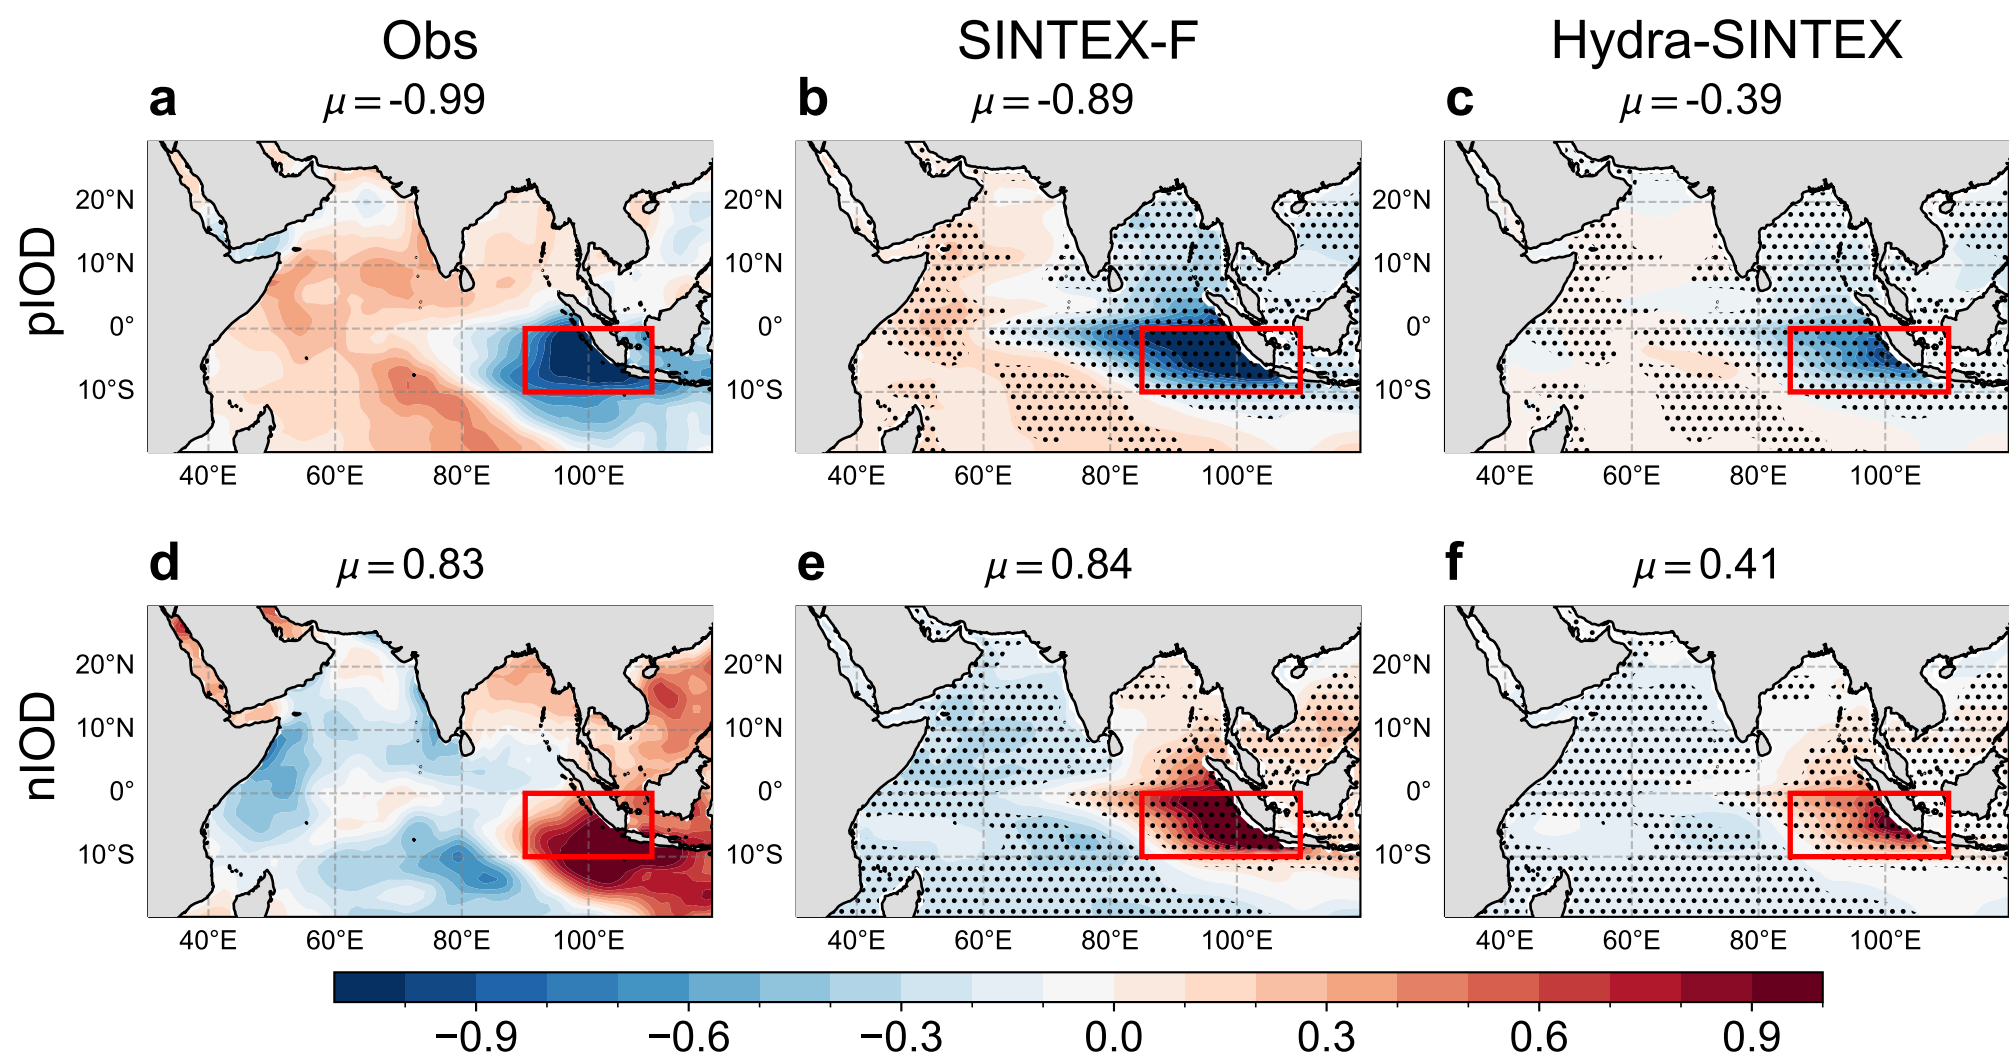 Obs SINTEX-F Hydra-SINTEX
a μ = -0.99 b μ = -0.89 c μ = -0.39
pIOD
20°N 20°N 20°N
10°N 10°N 10°N
0° 0° 0°
10°S 10°S 10°S
40°E 60°E 80°E 100°E 40°E 60°E 80°E 100°E 40°E 60°E 80°E 100°E
d μ = 0.83 e μ = 0.84 f μ = 0.41
nIOD
20°N 20°N 20°N
10°N 10°N 10°N
0° 0° 0°
10°S 10°S 10°S
40°E 60°E 80°E 100°E 40°E 60°E 80°E 100°E 40°E 60°E 80°E 100°E
−0.9 −0.6 −0.3 0.0 0.3 0.6 0.9